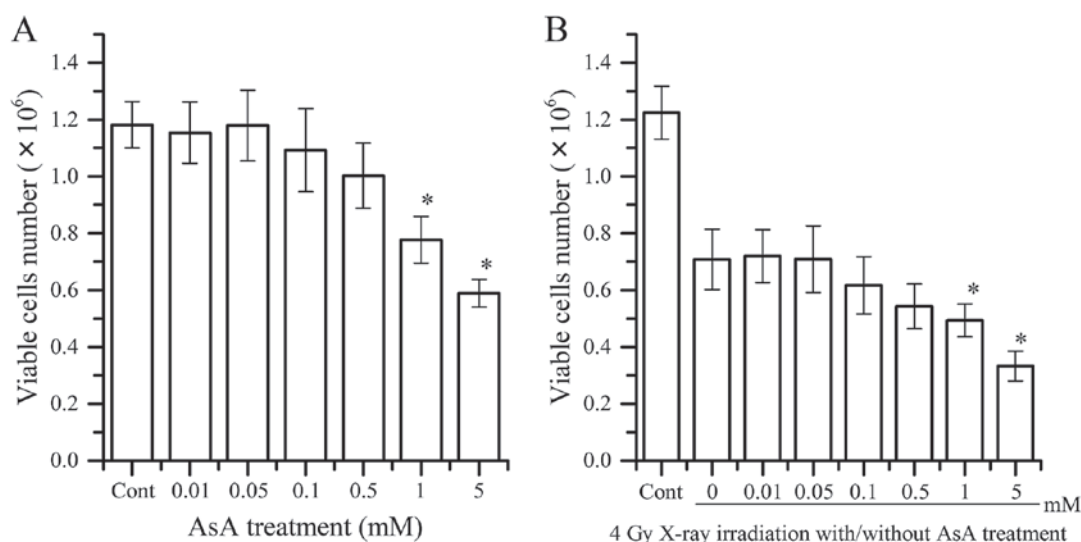 A
Viable cells number ( × 10⁶)
1.4
1.2
1.0
0.8
0.6
0.4
0.2
0.0
*
*
Cont 0.01 0.05 0.1 0.5 1 5
AsA treatment (mM)
B
Viable cells number ( × 10⁶)
1.4
1.2
1.0
0.8
0.6
0.4
0.2
0.0
*
*
Cont 0 0.01 0.05 0.1 0.5 1 5 mM
4 Gy X-ray irradiation with/without AsA treatment